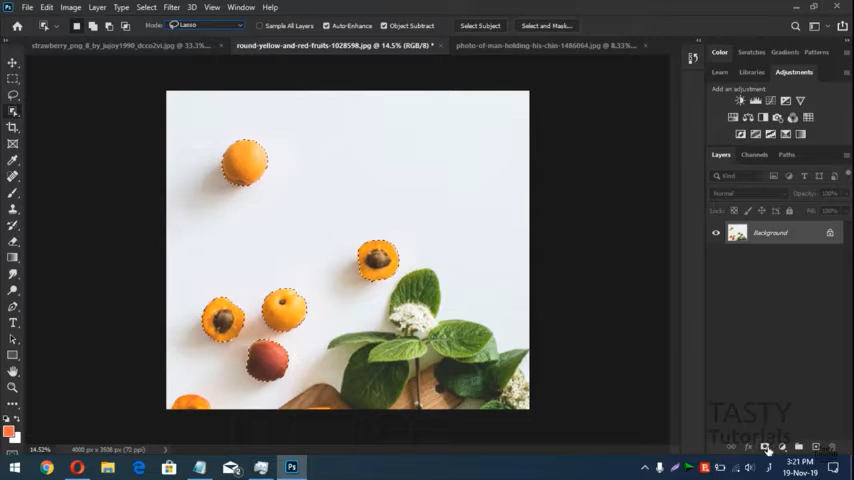 Ps File Edit Image Layer Type Select Filter 3D View Window Help
Mode: Lasso Sample All Layers Auto-Enhance Object Subtract Select Subject Select and Mask...
strawberry_png_8_by_jujoy1990_dcco2vi.jpg @ 33.3%... × round-yellow-and-red-fruits-1028598.jpg @ 14.5% (RGB/8) * × photo-of-man-holding-his-chin-1486064.jpg @ 8.33%... ×
Color Swatches Gradients Patterns
Learn Libraries Adjustments
Add an adjustment
Layers Channels Paths
Kind
Normal Opacity: 100%
Lock: Fill: 100%
Background
fx
TASTY
Tutorials
14.52% 4000 px x 3508 px (72 ppi)
Ps
3:21 PM
19-Nov-19